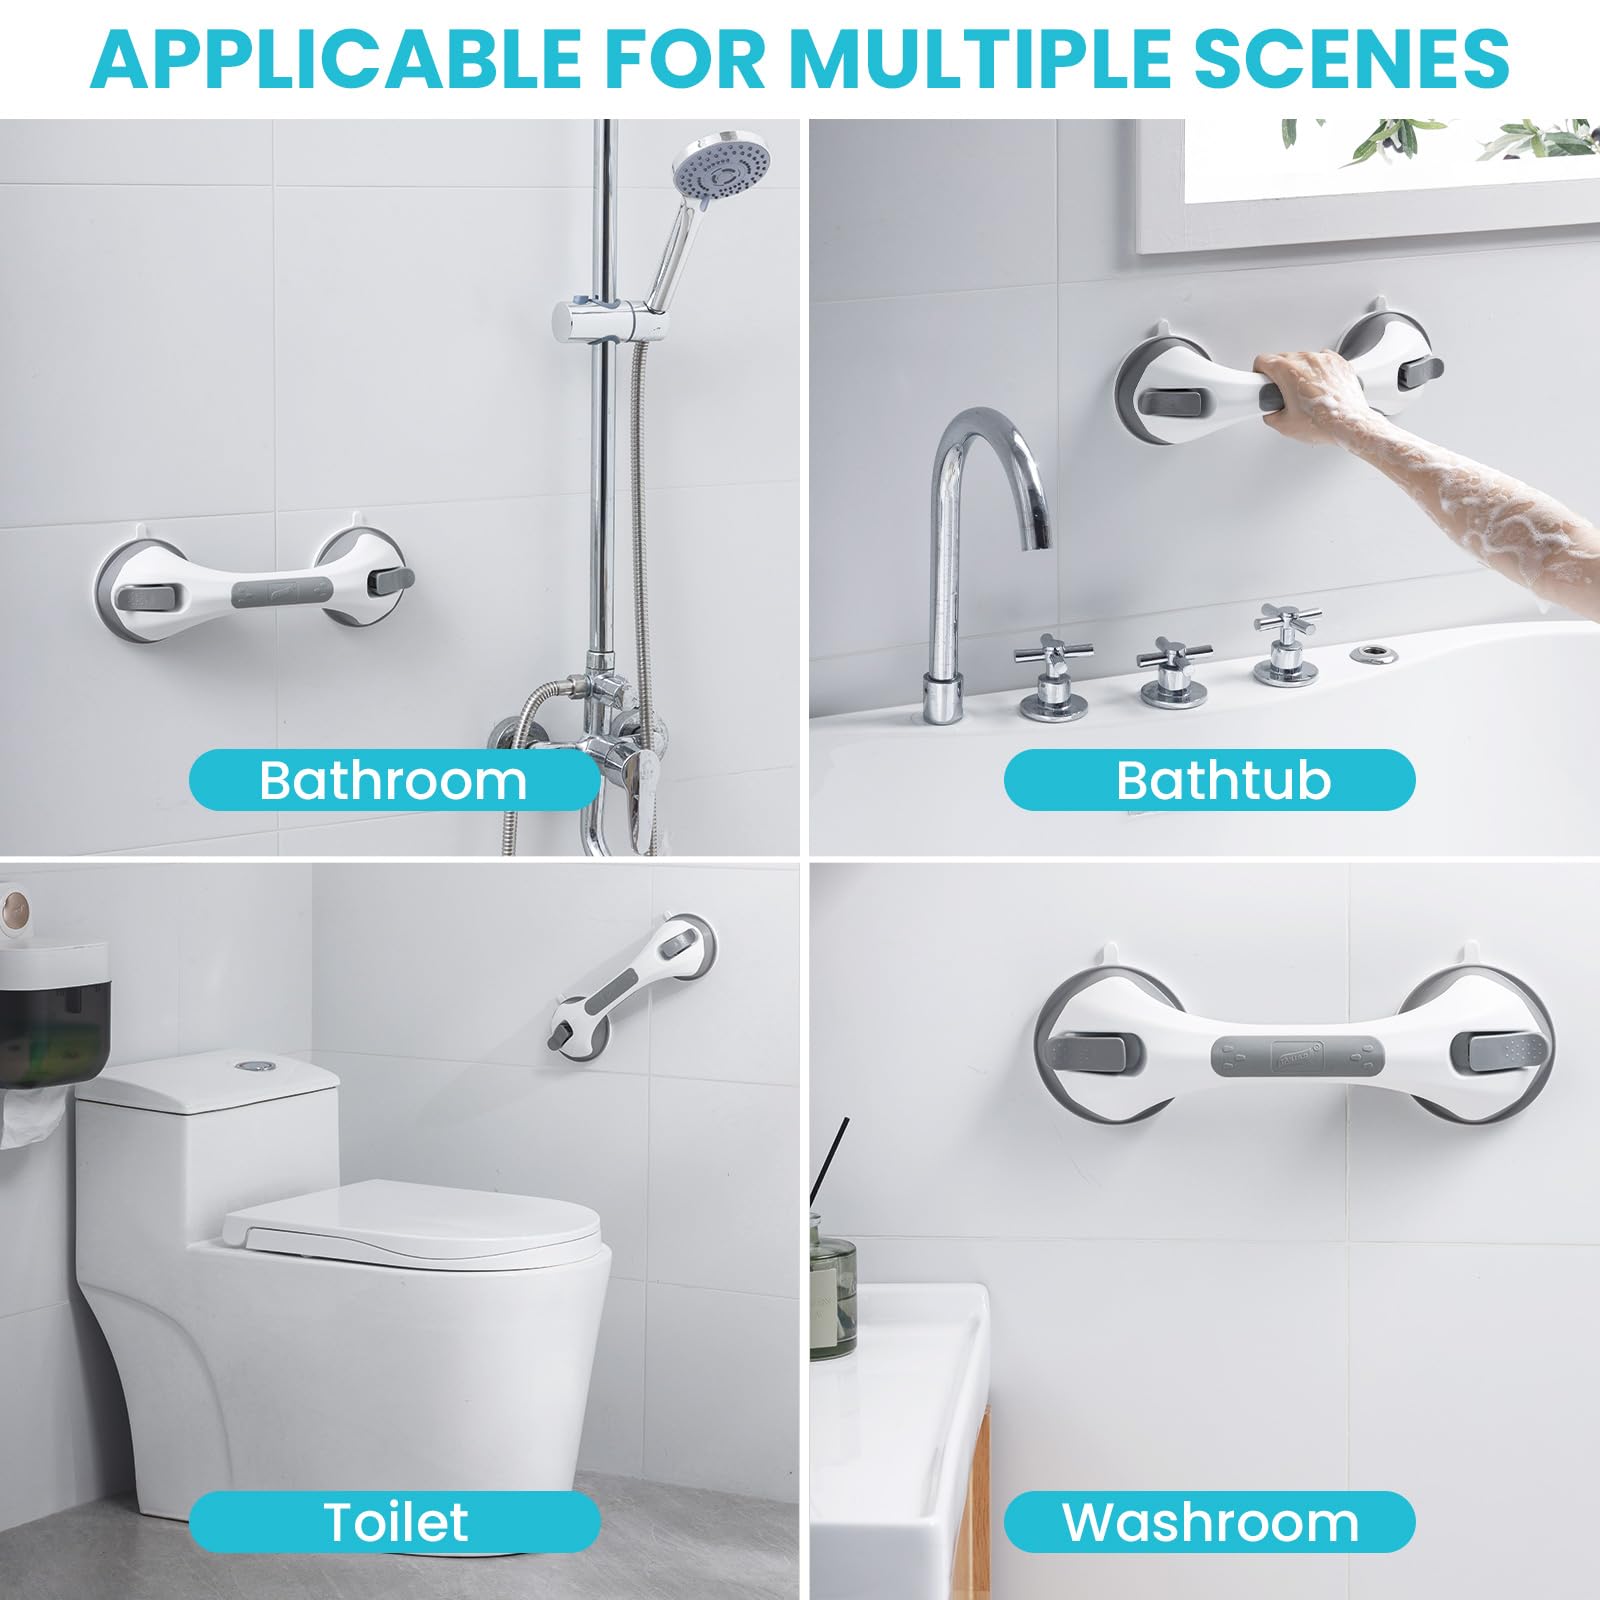 APPLICABLE FOR MULTIPLE SCENES
Bathroom
Bathtub
Toilet
Washroom